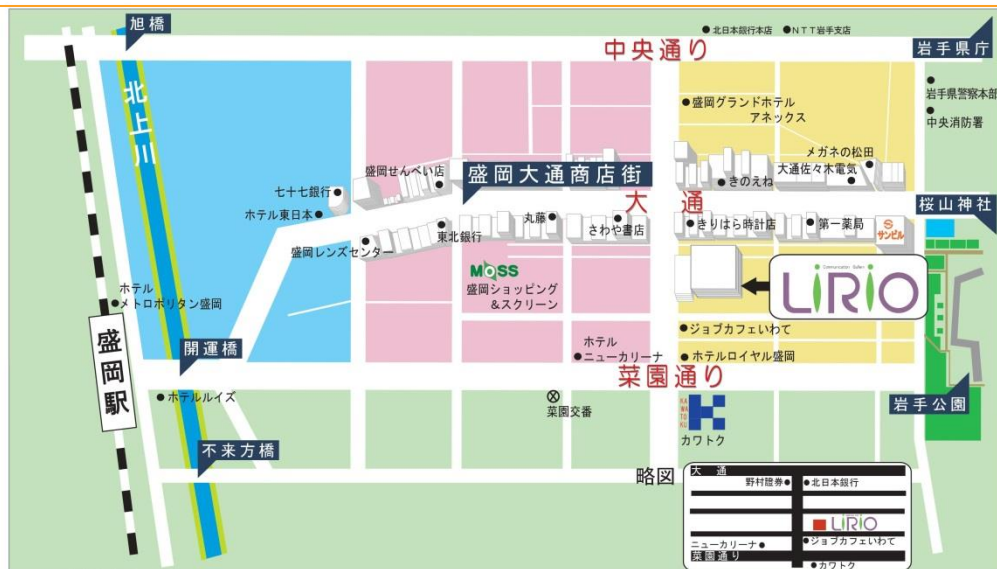 旭橋
●北日本銀行本店 ●NTT岩手支店
中央通り
岩手県庁
北上川
岩手県警察本部
中央消防署
●盛岡グランドホテル
アネックス
メガネの松田
大通佐々木電気
盛岡せんべい店
盛岡大通商店街
きのえね
七十七銀行
ホテル東日本●
大通
桜山神社
丸藤
さわや書店
きりはら時計店
第一薬局
サンビル
東北銀行
盛岡レンズセンター
MOSS
盛岡ショッピング
&スクリーン
Communication Gallery
LiRiO
ホテル
メトロポリタン盛岡
盛岡駅
開運橋
●ジョブカフェいわて
ホテル
●ニューカリーナ
●ホテルロイヤル盛岡
菜園通り
岩手公園
●ホテルルイズ
菜園交番
KA
WA
TO
KU
カワトク
不来方橋
略図
大通
野村證券●
●北日本銀行
LiRiO
ニューカリーナ●
●ジョブカフェいわて
菜園通り
●カワトク